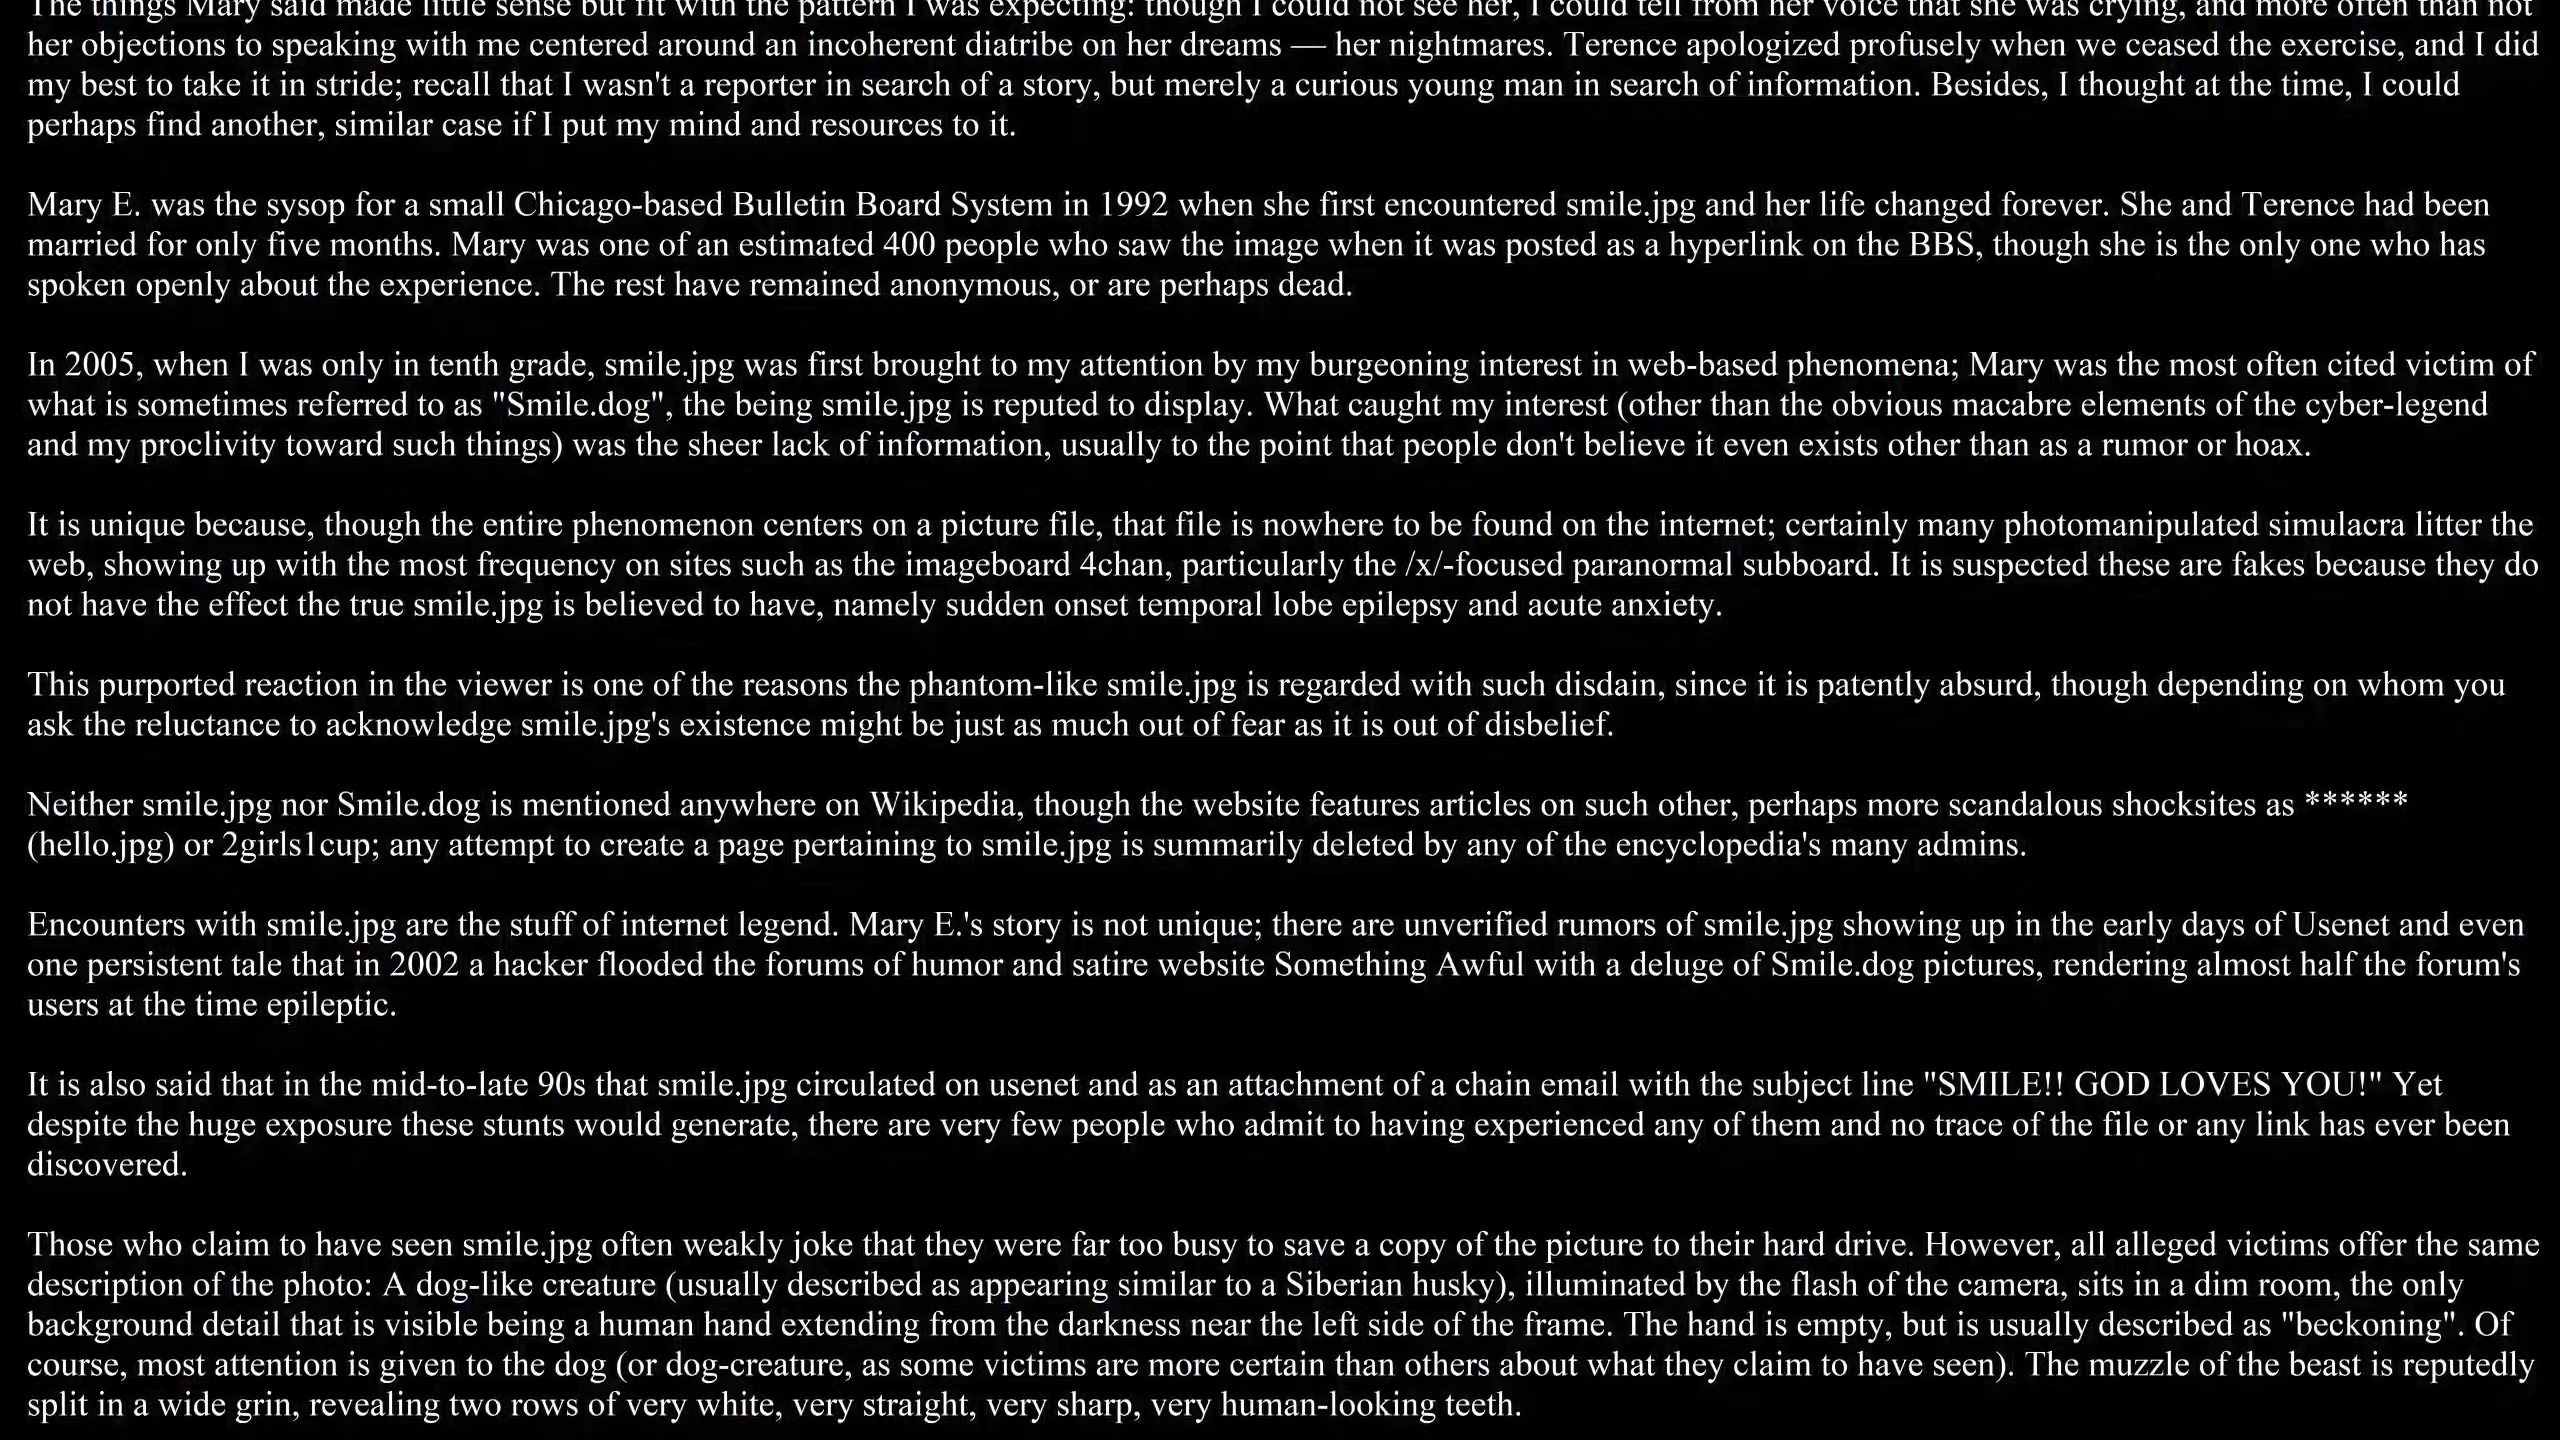 The things Mary said made little sense but fit with the pattern I was expecting: though I could not see her, I could tell from her voice that she was crying, and more often than not
her objections to speaking with me centered around an incoherent diatribe on her dreams — her nightmares. Terence apologized profusely when we ceased the exercise, and I did
my best to take it in stride; recall that I wasn't a reporter in search of a story, but merely a curious young man in search of information. Besides, I thought at the time, I could
perhaps find another, similar case if I put my mind and resources to it.
Mary E. was the sysop for a small Chicago-based Bulletin Board System in 1992 when she first encountered smile.jpg and her life changed forever. She and Terence had been
married for only five months. Mary was one of an estimated 400 people who saw the image when it was posted as a hyperlink on the BBS, though she is the only one who has
spoken openly about the experience. The rest have remained anonymous, or are perhaps dead.
In 2005, when I was only in tenth grade, smile.jpg was first brought to my attention by my burgeoning interest in web-based phenomena; Mary was the most often cited victim of
what is sometimes referred to as "Smile.dog", the being smile.jpg is reputed to display. What caught my interest (other than the obvious macabre elements of the cyber-legend
and my proclivity toward such things) was the sheer lack of information, usually to the point that people don't believe it even exists other than as a rumor or hoax.
It is unique because, though the entire phenomenon centers on a picture file, that file is nowhere to be found on the internet; certainly many photomanipulated simulacra litter the
web, showing up with the most frequency on sites such as the imageboard 4chan, particularly the /x/-focused paranormal subboard. It is suspected these are fakes because they do
not have the effect the true smile.jpg is believed to have, namely sudden onset temporal lobe epilepsy and acute anxiety.
This purported reaction in the viewer is one of the reasons the phantom-like smile.jpg is regarded with such disdain, since it is patently absurd, though depending on whom you
ask the reluctance to acknowledge smile.jpg's existence might be just as much out of fear as it is out of disbelief.
Neither smile.jpg nor Smile.dog is mentioned anywhere on Wikipedia, though the website features articles on such other, perhaps more scandalous shocksites as ******
(hello.jpg) or 2girls1cup; any attempt to create a page pertaining to smile.jpg is summarily deleted by any of the encyclopedia's many admins.
Encounters with smile.jpg are the stuff of internet legend. Mary E.'s story is not unique; there are unverified rumors of smile.jpg showing up in the early days of Usenet and even
one persistent tale that in 2002 a hacker flooded the forums of humor and satire website Something Awful with a deluge of Smile.dog pictures, rendering almost half the forum's
users at the time epileptic.
It is also said that in the mid-to-late 90s that smile.jpg circulated on usenet and as an attachment of a chain email with the subject line "SMILE!! GOD LOVES YOU!" Yet
despite the huge exposure these stunts would generate, there are very few people who admit to having experienced any of them and no trace of the file or any link has ever been
discovered.
Those who claim to have seen smile.jpg often weakly joke that they were far too busy to save a copy of the picture to their hard drive. However, all alleged victims offer the same
description of the photo: A dog-like creature (usually described as appearing similar to a Siberian husky), illuminated by the flash of the camera, sits in a dim room, the only
background detail that is visible being a human hand extending from the darkness near the left side of the frame. The hand is empty, but is usually described as "beckoning". Of
course, most attention is given to the dog (or dog-creature, as some victims are more certain than others about what they claim to have seen). The muzzle of the beast is reputedly
split in a wide grin, revealing two rows of very white, very straight, very sharp, very human-looking teeth.